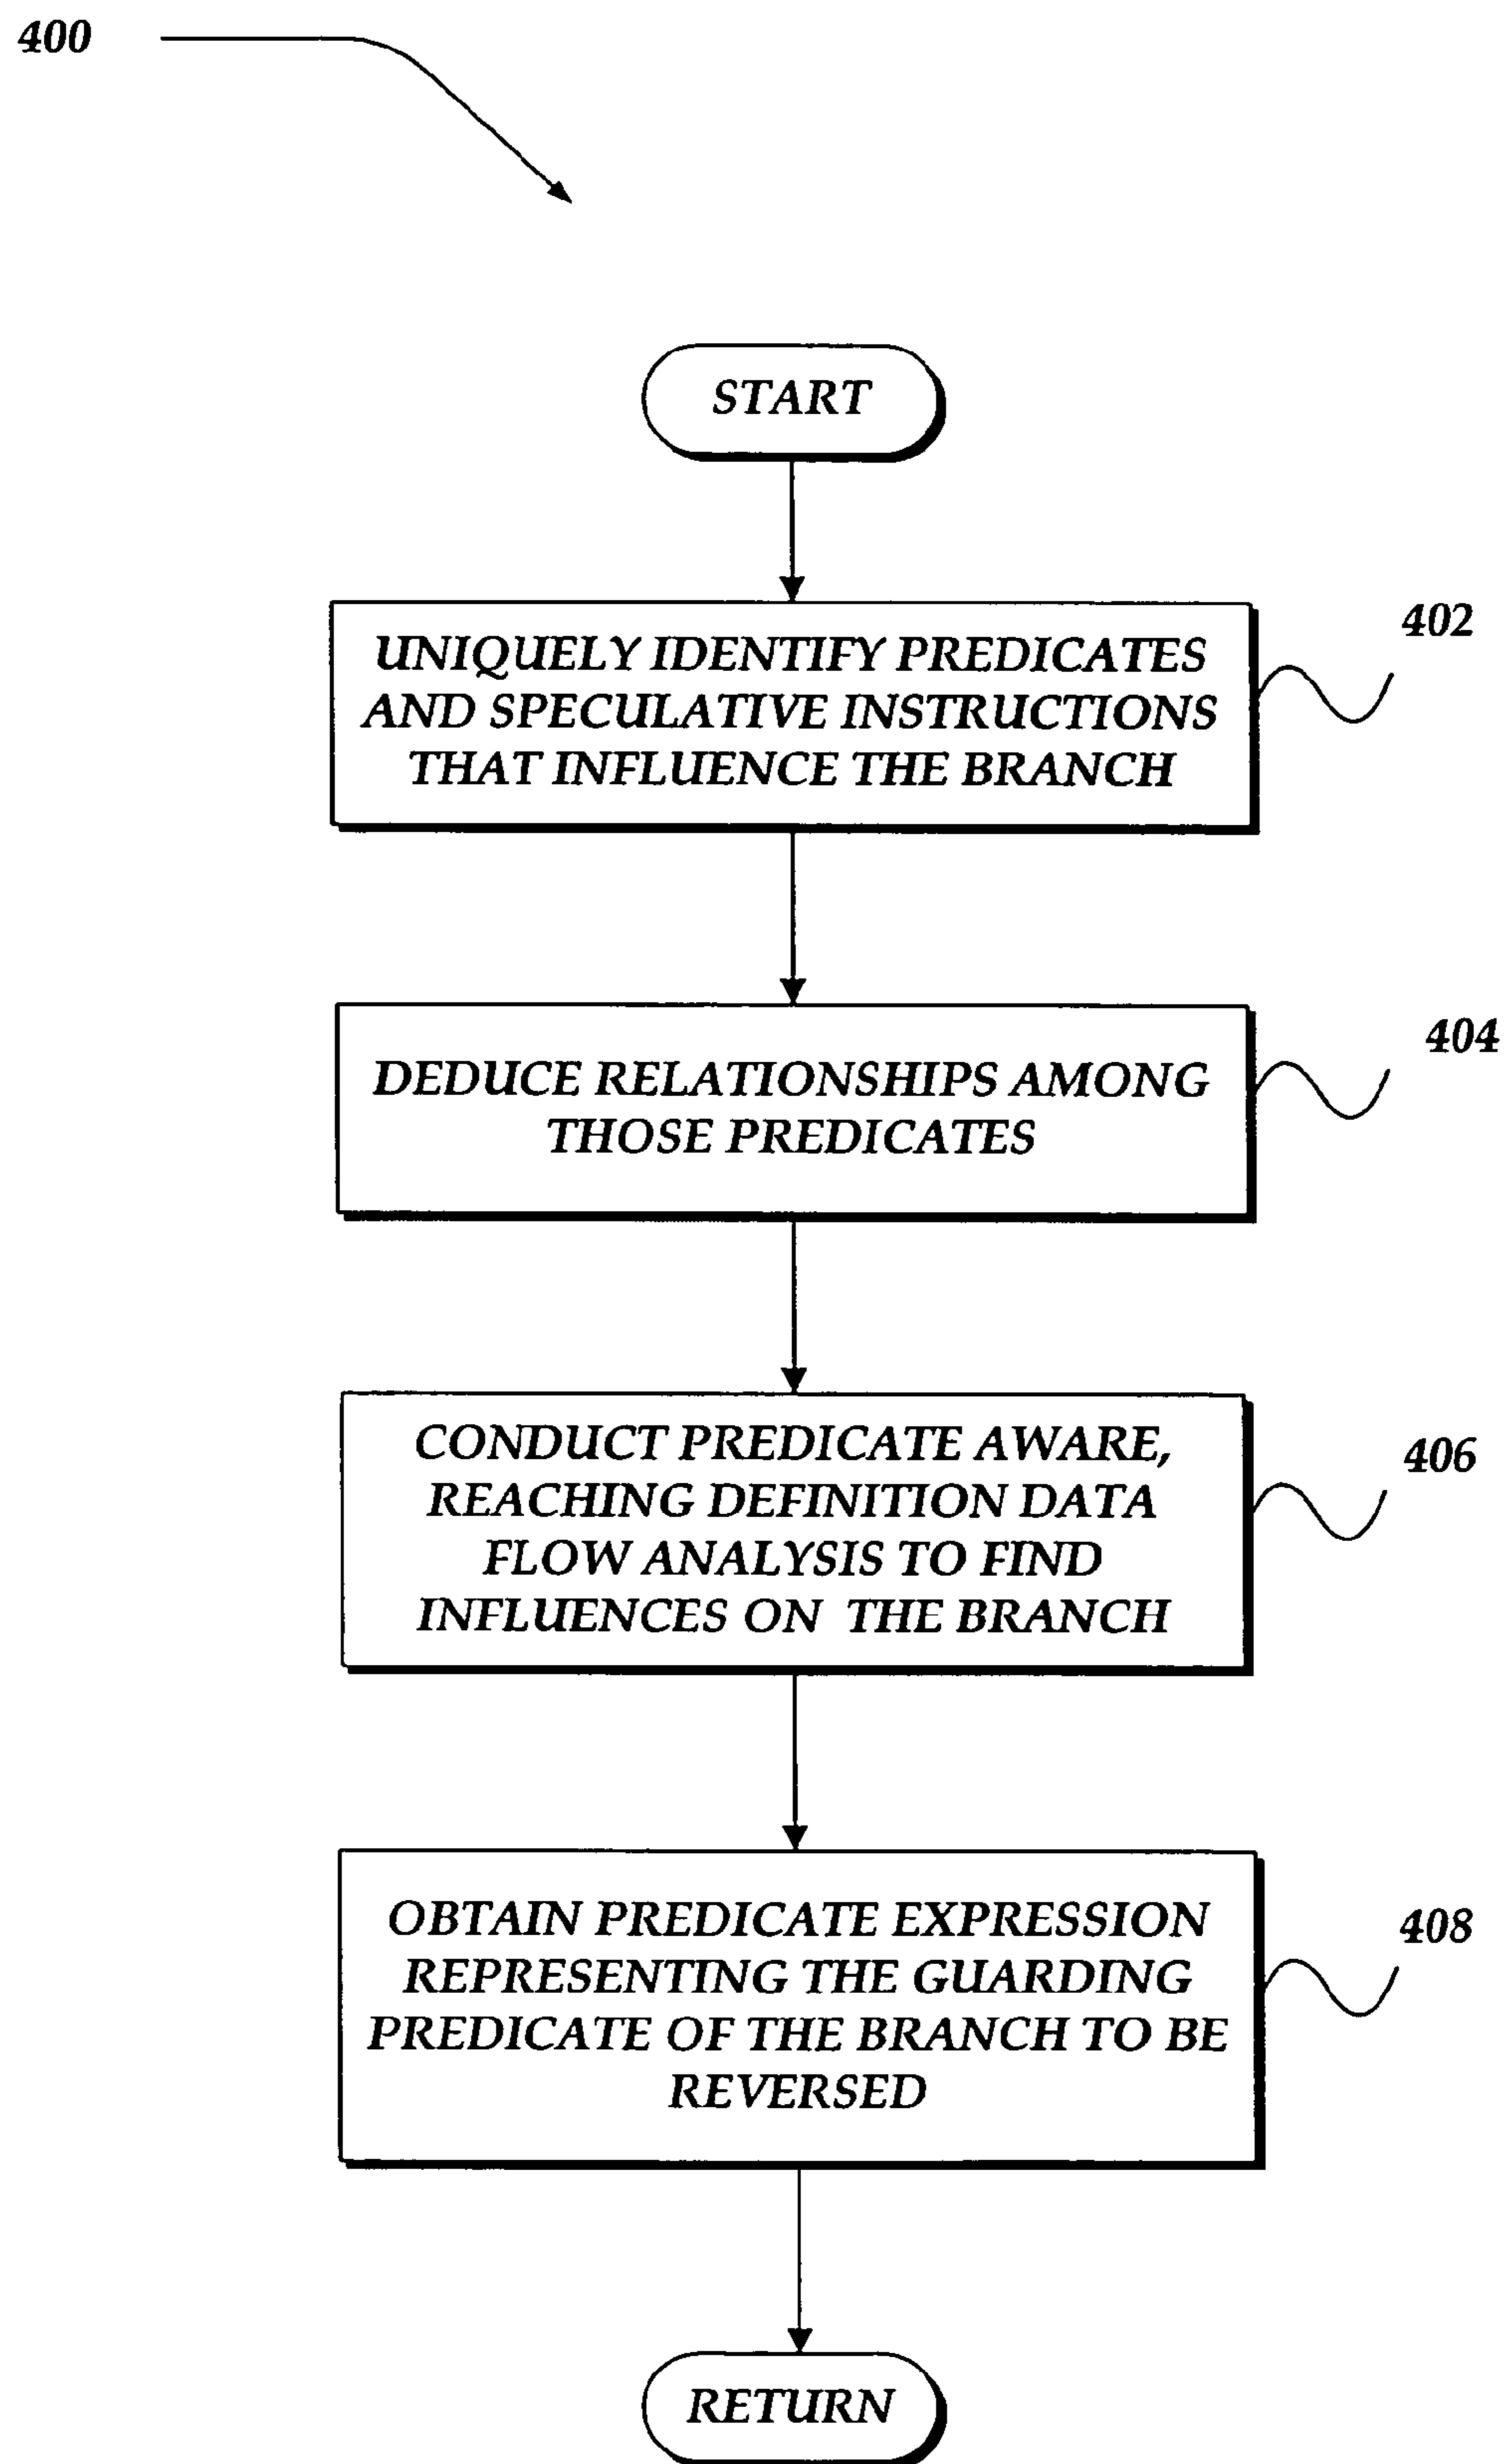 400
START
UNIQUELY IDENTIFY PREDICATES
AND SPECULATIVE INSTRUCTIONS
THAT INFLUENCE THE BRANCH
402
DEDUCE RELATIONSHIPS AMONG
THOSE PREDICATES
404
CONDUCT PREDICATE AWARE,
REACHING DEFINITION DATA
FLOW ANALYSIS TO FIND
INFLUENCES ON THE BRANCH
406
OBTAIN PREDICATE EXPRESSION
REPRESENTING THE GUARDING
PREDICATE OF THE BRANCH TO BE
REVERSED
408
RETURN